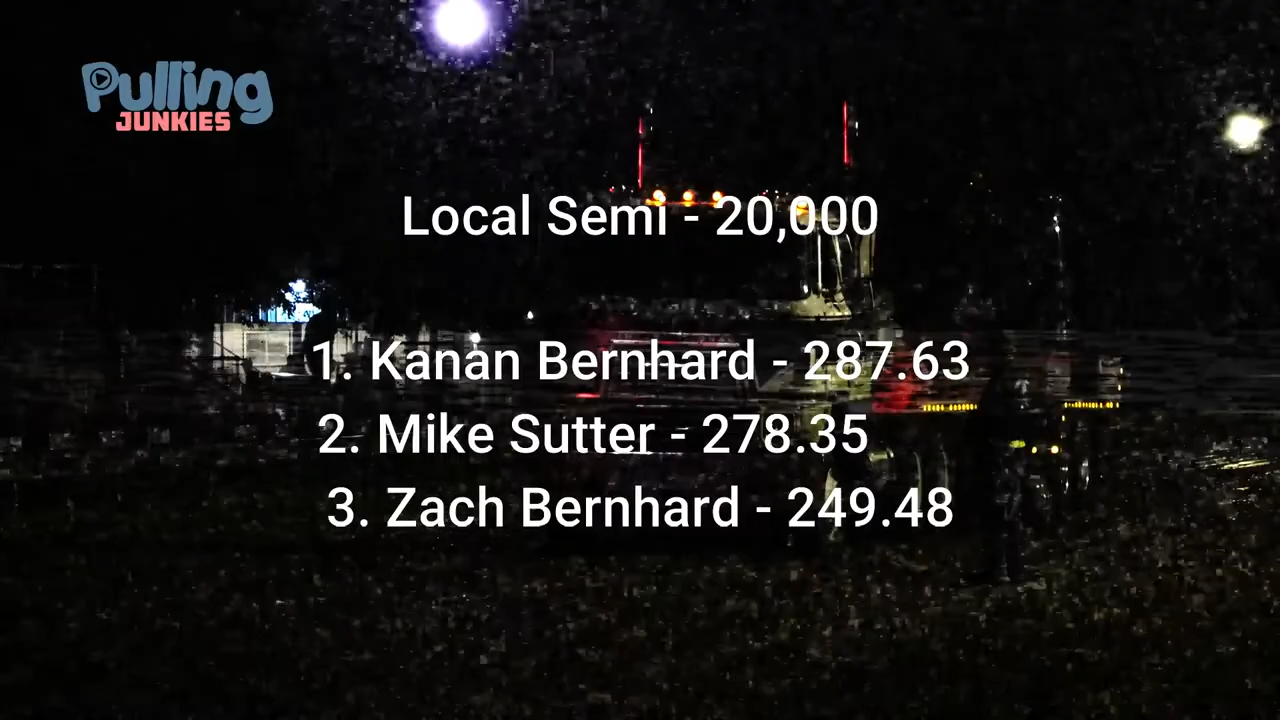 Pulling
JUNKIES
Local Semi - 20,000
1. Kanan Bernhard - 287.63
2. Mike Sutter - 278.35
3. Zach Bernhard - 249.48